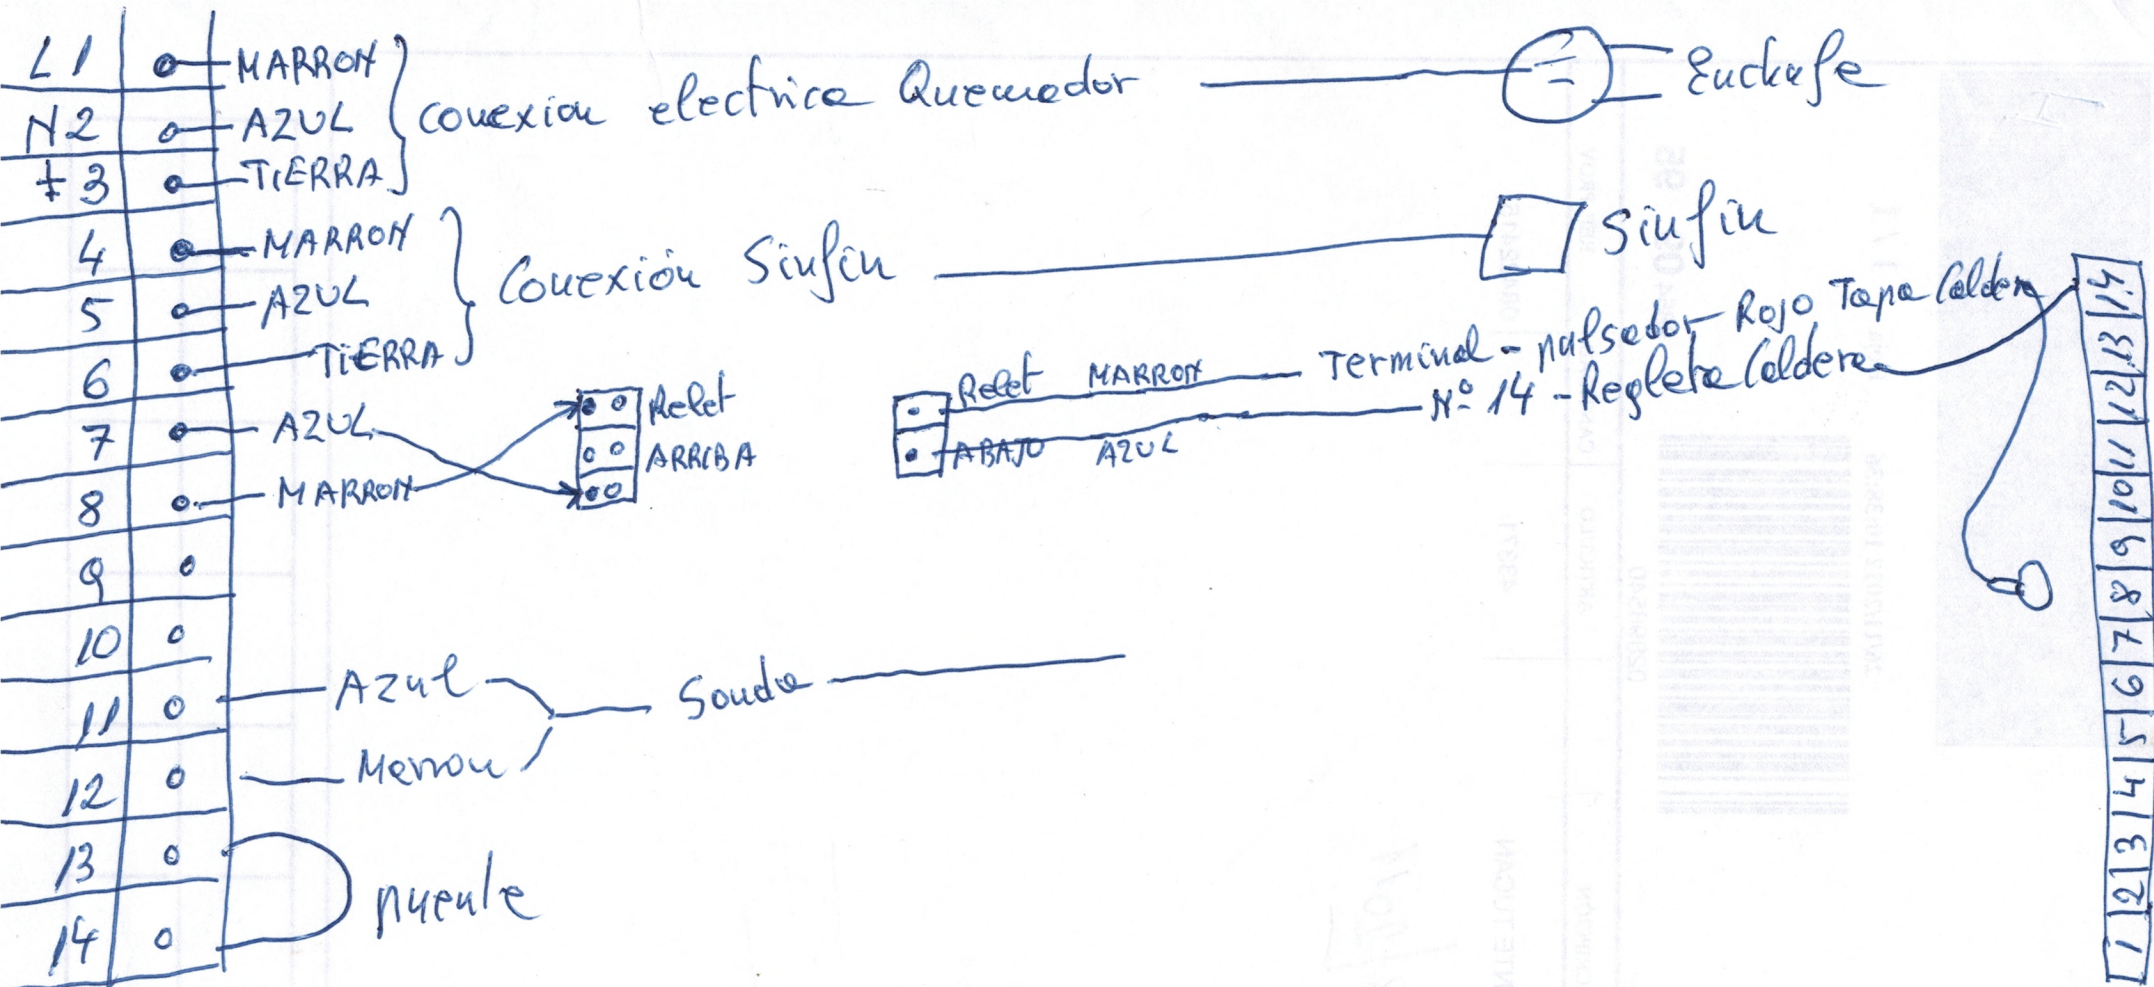 L1 MARRON
N2 AZUL
conexion electrica Quemador
Enchufe
3 TiERRA
4 MARRON
5 AZUL
Conexión Sinfin
Sinfin
6 TiERRA
7 AZUL
8 MARRON
Relet
ARRIBA
Relet MARRON Terminal - pulsador - Rojo Tapa Caldera
ABAJO AZUL Nº 14 - Regleta Caldera
9
10
11 Azul
Sonda
12 Marron
13
puente
14
1 2 3 4 5 6 7 8 9 10 11 12 13 14